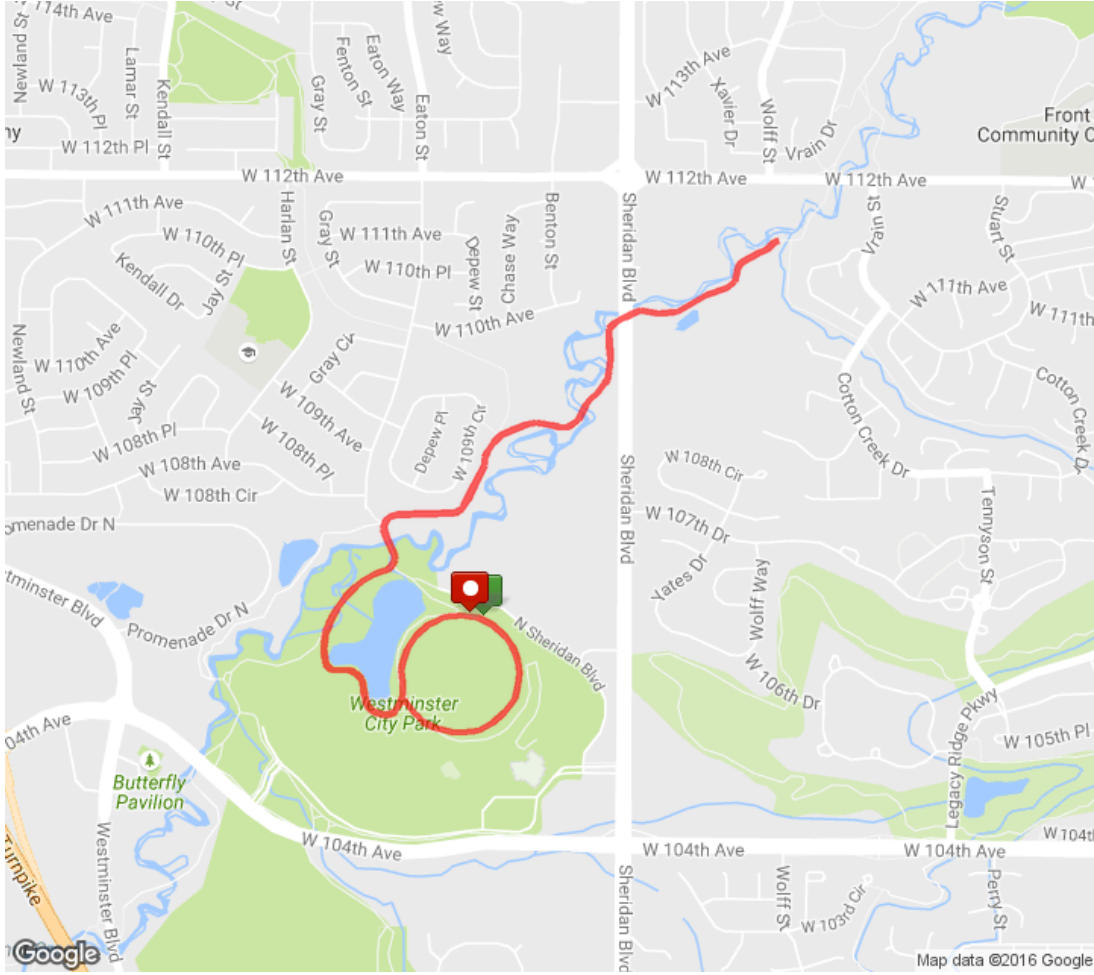 W 114th Ave
Newland St
W 113th Pl
Lamar St
Kendall St
Gray St
Fenton St
Eaton Way
Eaton St
Way
W 113th Ave
Xavier Dr
Wolff St
Vrain Dr
Front
Community C
W 112th Pl
W 112th Ave
W 112th Ave
W 112th Ave
W 111th Ave
Harlan St
Gray St
W 111th Ave
Benton St
Sheridan Blvd
Vrain St
Stuart St
W 110th Pl
Kendall Dr
Jay St
W 110th Pl
Depew St
Chase Way
W 110th Ave
W 111th Ave
W 111th
Newland St
W 110th Ave
W 109th Pl
Jay St
Gray Cir
W 109th Ave
W 108th Pl
W 108th Pl
Depew Pl
W 109th Cir
Cotton Creek Dr
Cotton Creek Dr
W 108th Ave
W 108th Cir
W 108th Cir
Sheridan Blvd
Tennyson St
omenade Dr N
W 107th Dr
Yates Dr
Wolff Way
tminster Blvd
Promenade Dr N
N Sheridan Blvd
W 106th Dr
Westminster
City Park
04th Ave
Legacy Ridge Pkwy
W 105th Pl
Butterfly
Pavilion
Westminster Blvd
Turnpike
W 104th Ave
W 104th Ave
W 104th Ave
W 104th
Sheridan Blvd
Wolff St
W 103rd Cir
Perry St
Google
Map data ©2016 Google